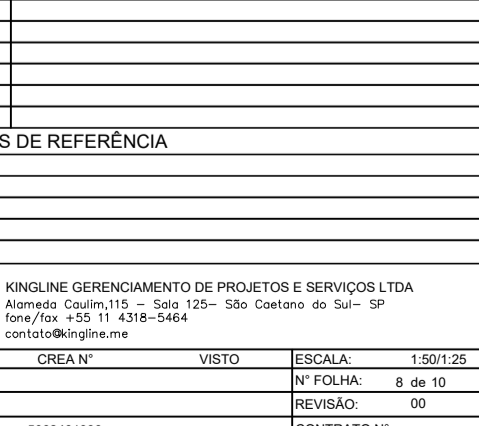 S DE REFERÊNCIA
KINGLINE GERENCIAMENTO DE PROJETOS E SERVIÇOS LTDA
Alameda Caulim,115 – Sala 125– São Caetano do Sul– SP
fone/fax +55 11 4318–5464
contato@kingline.me
CREA N° VISTO ESCALA: 1:50/1:25
N° FOLHA: 8 de 10
REVISÃO: 00
CONTRATO N°